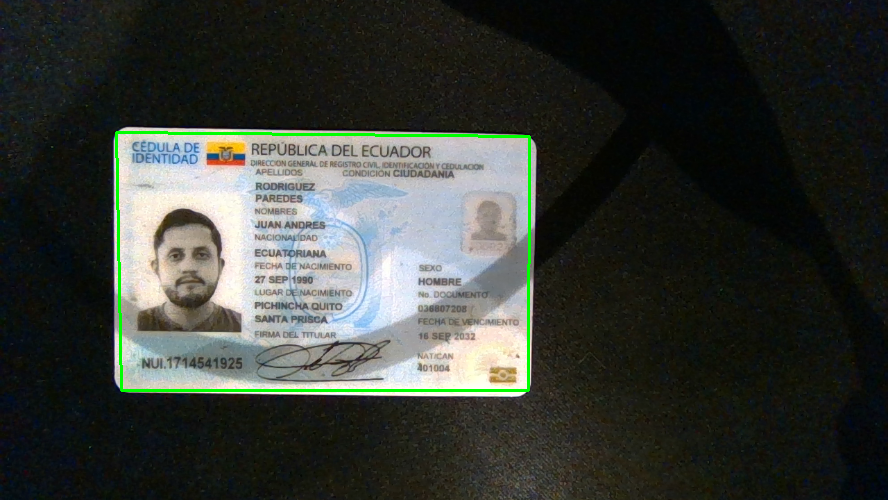 CÉDULA DE
IDENTIDAD
REPÚBLICA DEL ECUADOR
DIRECCIÓN GENERAL DE REGISTRO CIVIL, IDENTIFICACIÓN Y CEDULACIÓN
APELLIDOS
CONDICIÓN CIUDADANÍA
RODRIGUEZ
PAREDES
NOMBRES
JUAN ANDRES
NACIONALIDAD
ECUATORIANA
FECHA DE NACIMIENTO
27 SEP 1990
LUGAR DE NACIMIENTO
PICHINCHA QUITO
SANTA PRISCA
FIRMA DEL TITULAR
SEXO
HOMBRE
No. DOCUMENTO
036807208
FECHA DE VENCIMIENTO
16 SEP 2032
NATICAN
401004
NUI.1714541925